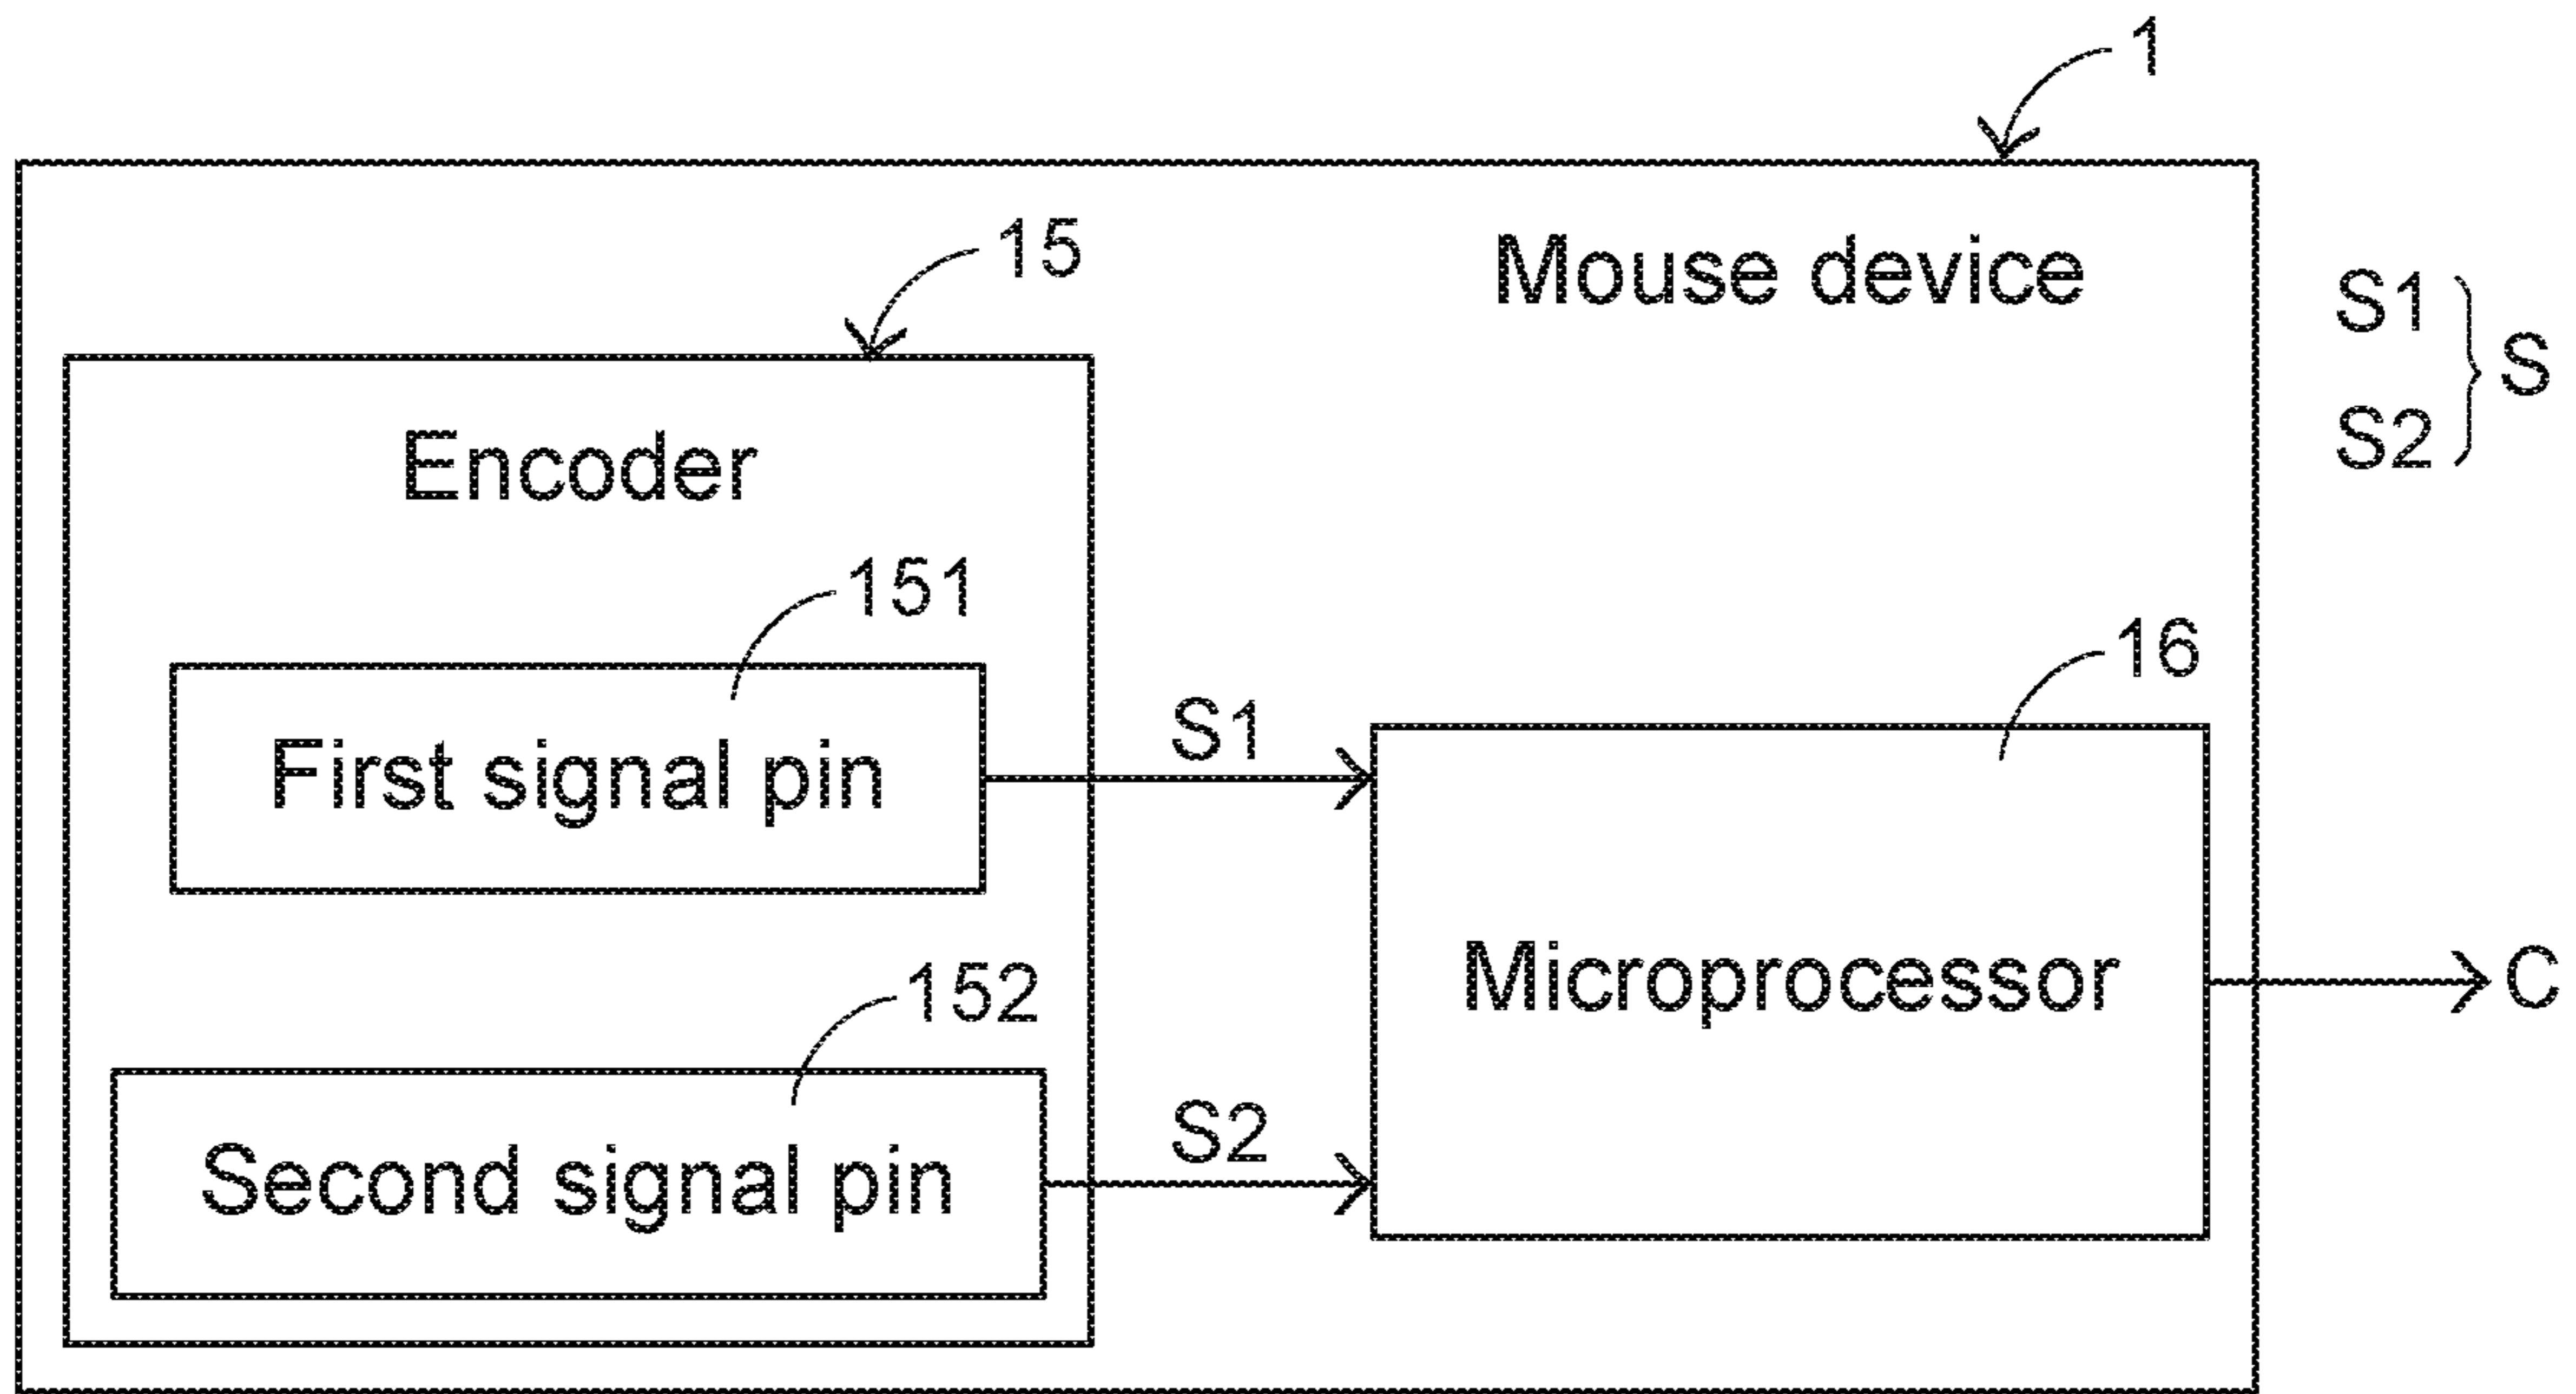 1
15
Mouse device
S1
S
S2
Encoder
151
16
First signal pin
S1
Microprocessor
C
152
Second signal pin
S2